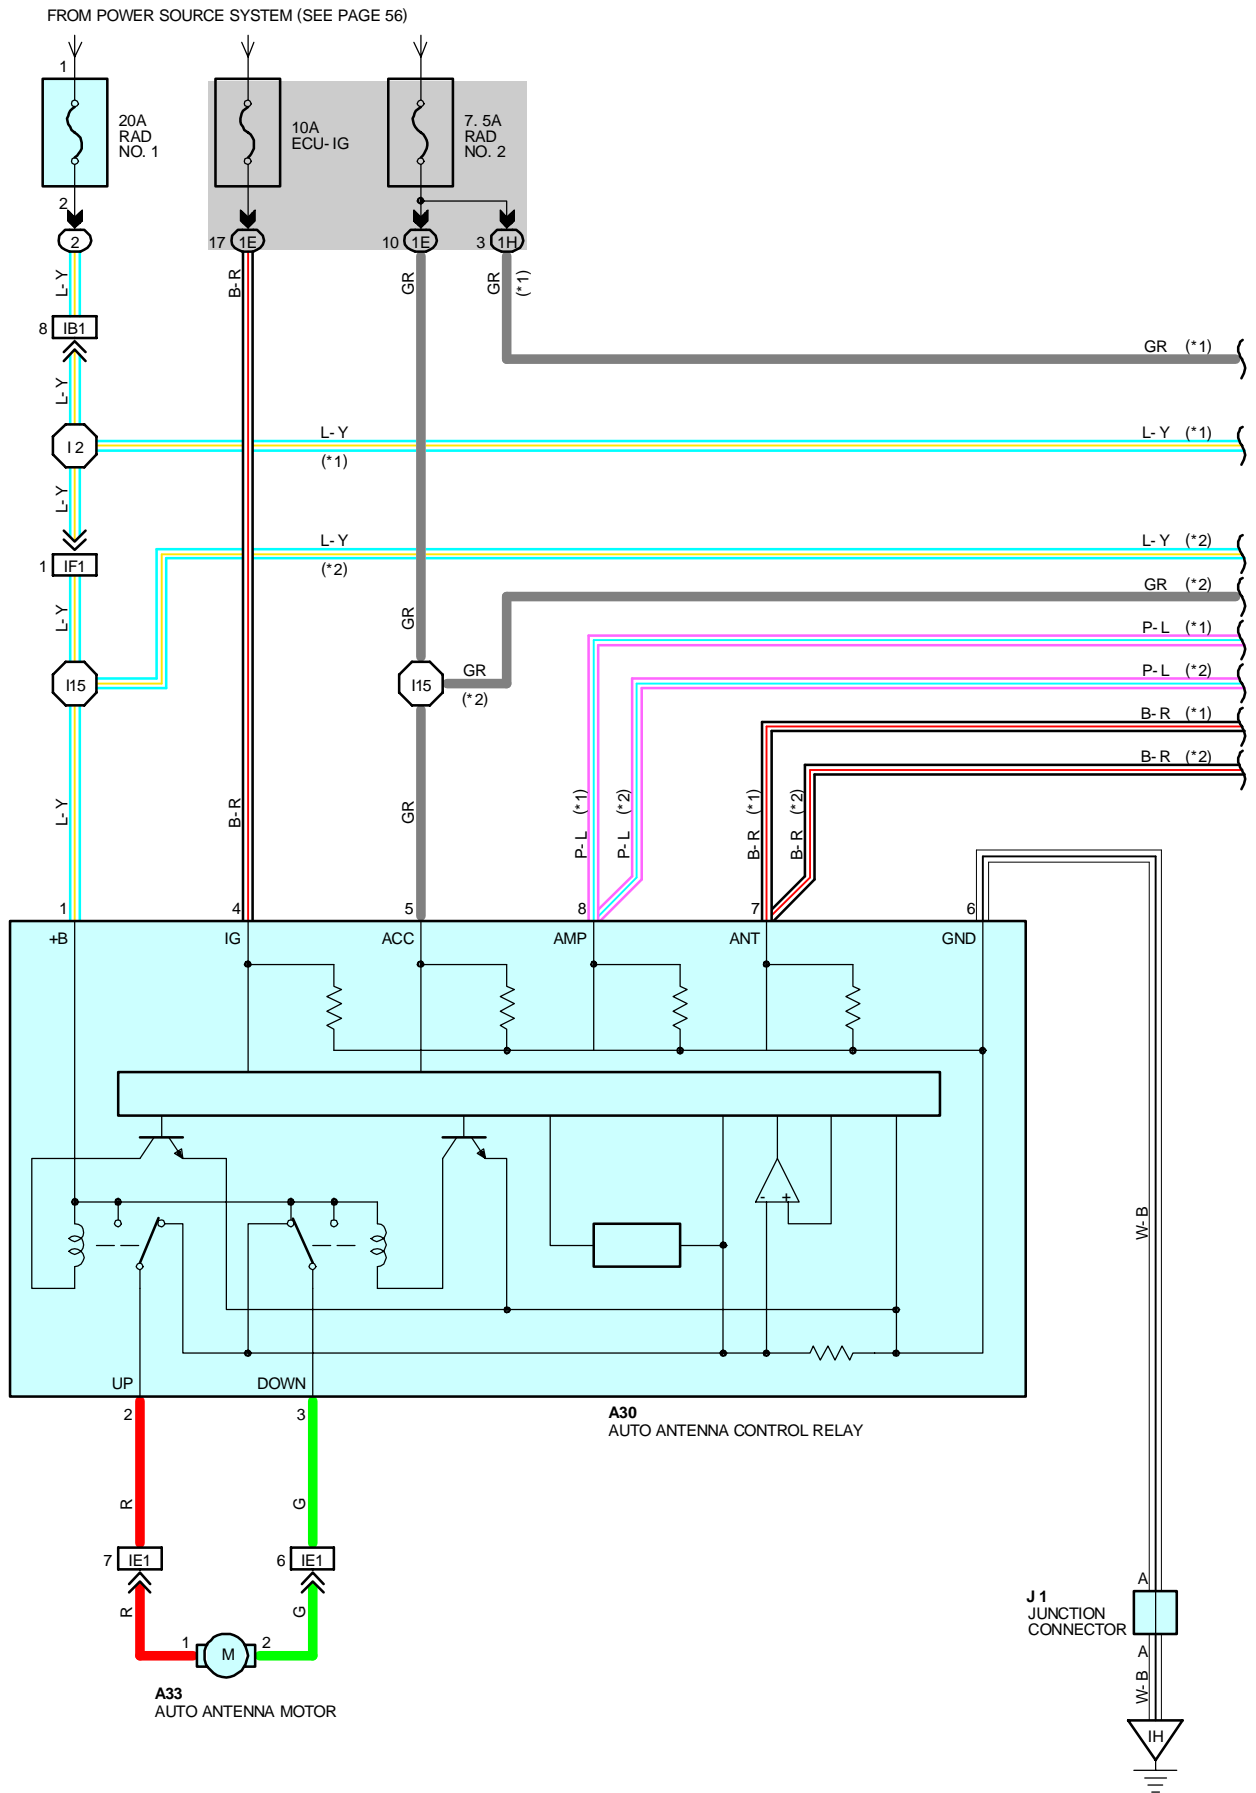 FROM POWER SOURCE SYSTEM (SEE PAGE 56)
1
20A
RAD
NO. 1
10A
ECU-IG
7. 5A
RAD
NO. 2
2
2
17 1E
10 1E
3 1H
L-Y
B-R
GR
GR
(*1)
8 IB1
GR (*1)
L-Y
I2
L-Y
(*1)
L-Y (*1)
L-Y
1 IF1
L-Y
(*2)
L-Y (*2)
GR (*2)
L-Y
GR
P-L (*1)
I15
I15
GR
(*2)
P-L (*2)
B-R (*1)
B-R (*2)
L-Y
B-R
GR
P-L (*1)
P-L (*2)
B-R (*1)
B-R (*2)
1
4
5
8
7
6
+B
IG
ACC
AMP
ANT
GND
- +
W-B
UP
DOWN
2
3
A30
AUTO ANTENNA CONTROL RELAY
R
G
7 IE1
6 IE1
R
G
1
M
2
A33
AUTO ANTENNA MOTOR
A
J1
JUNCTION
CONNECTOR
A
W-B
IH